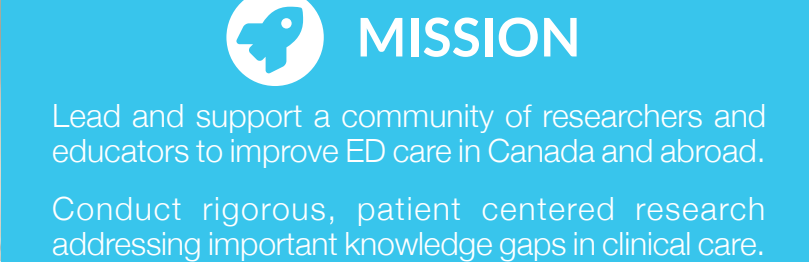 MISSION
Lead and support a community of researchers and
educators to improve ED care in Canada and abroad.
Conduct rigorous, patient centered research
addressing important knowledge gaps in clinical care.